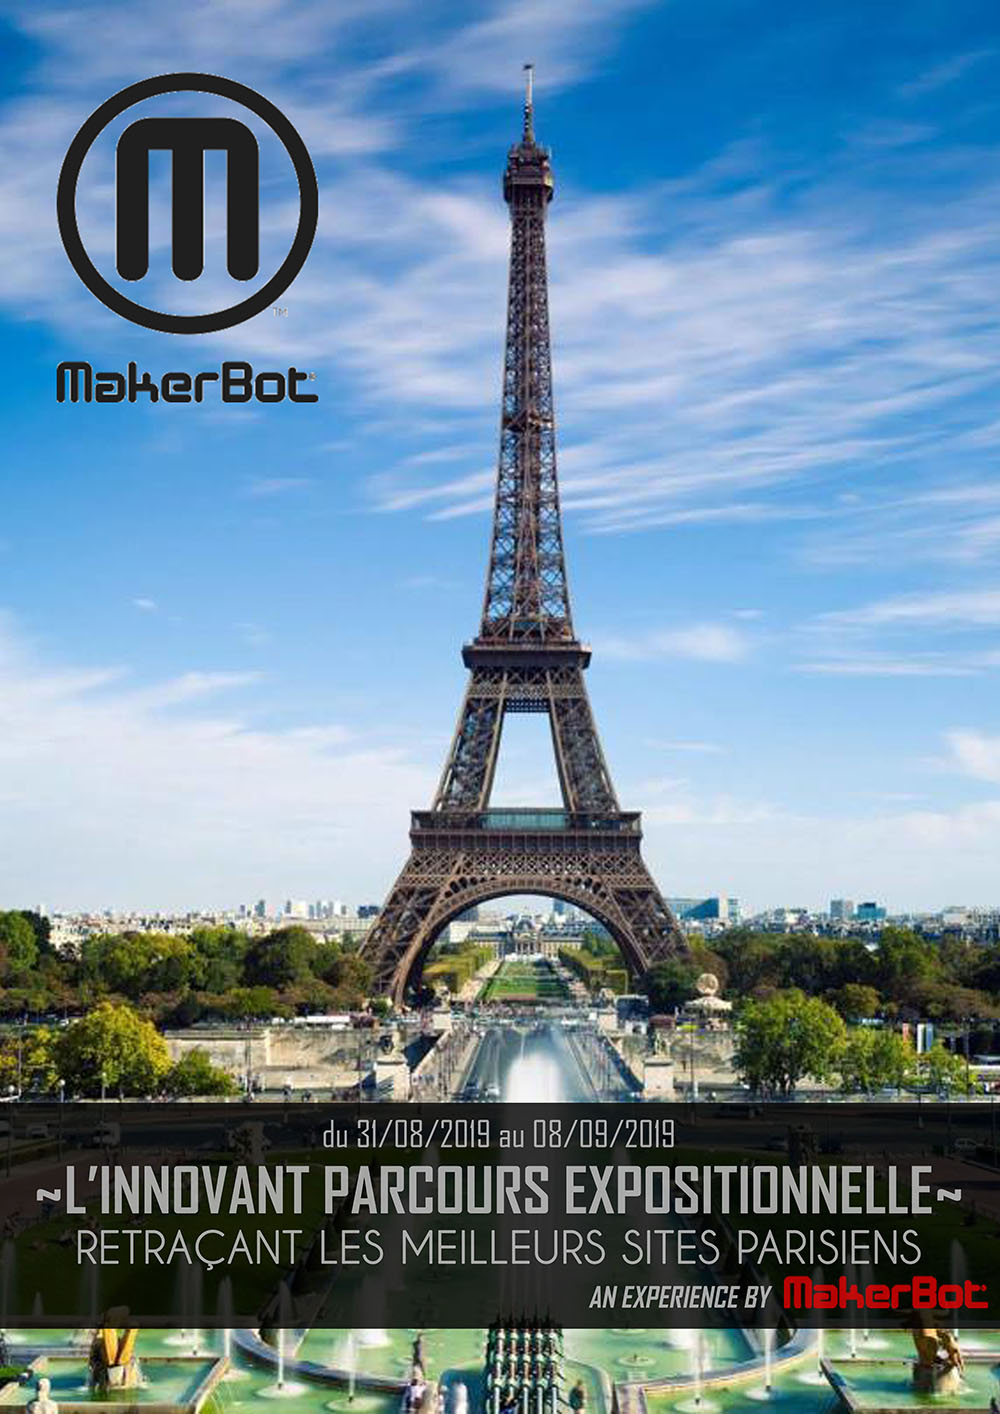 M
TM
MakerBot®
du 31/08/2019 au 08/09/2019
~L'INNOVANT PARCOURS EXPOSITIONNELLE~
RETRAÇANT LES MEILLEURS SITES PARISIENS
AN EXPERIENCE BY MakerBot®